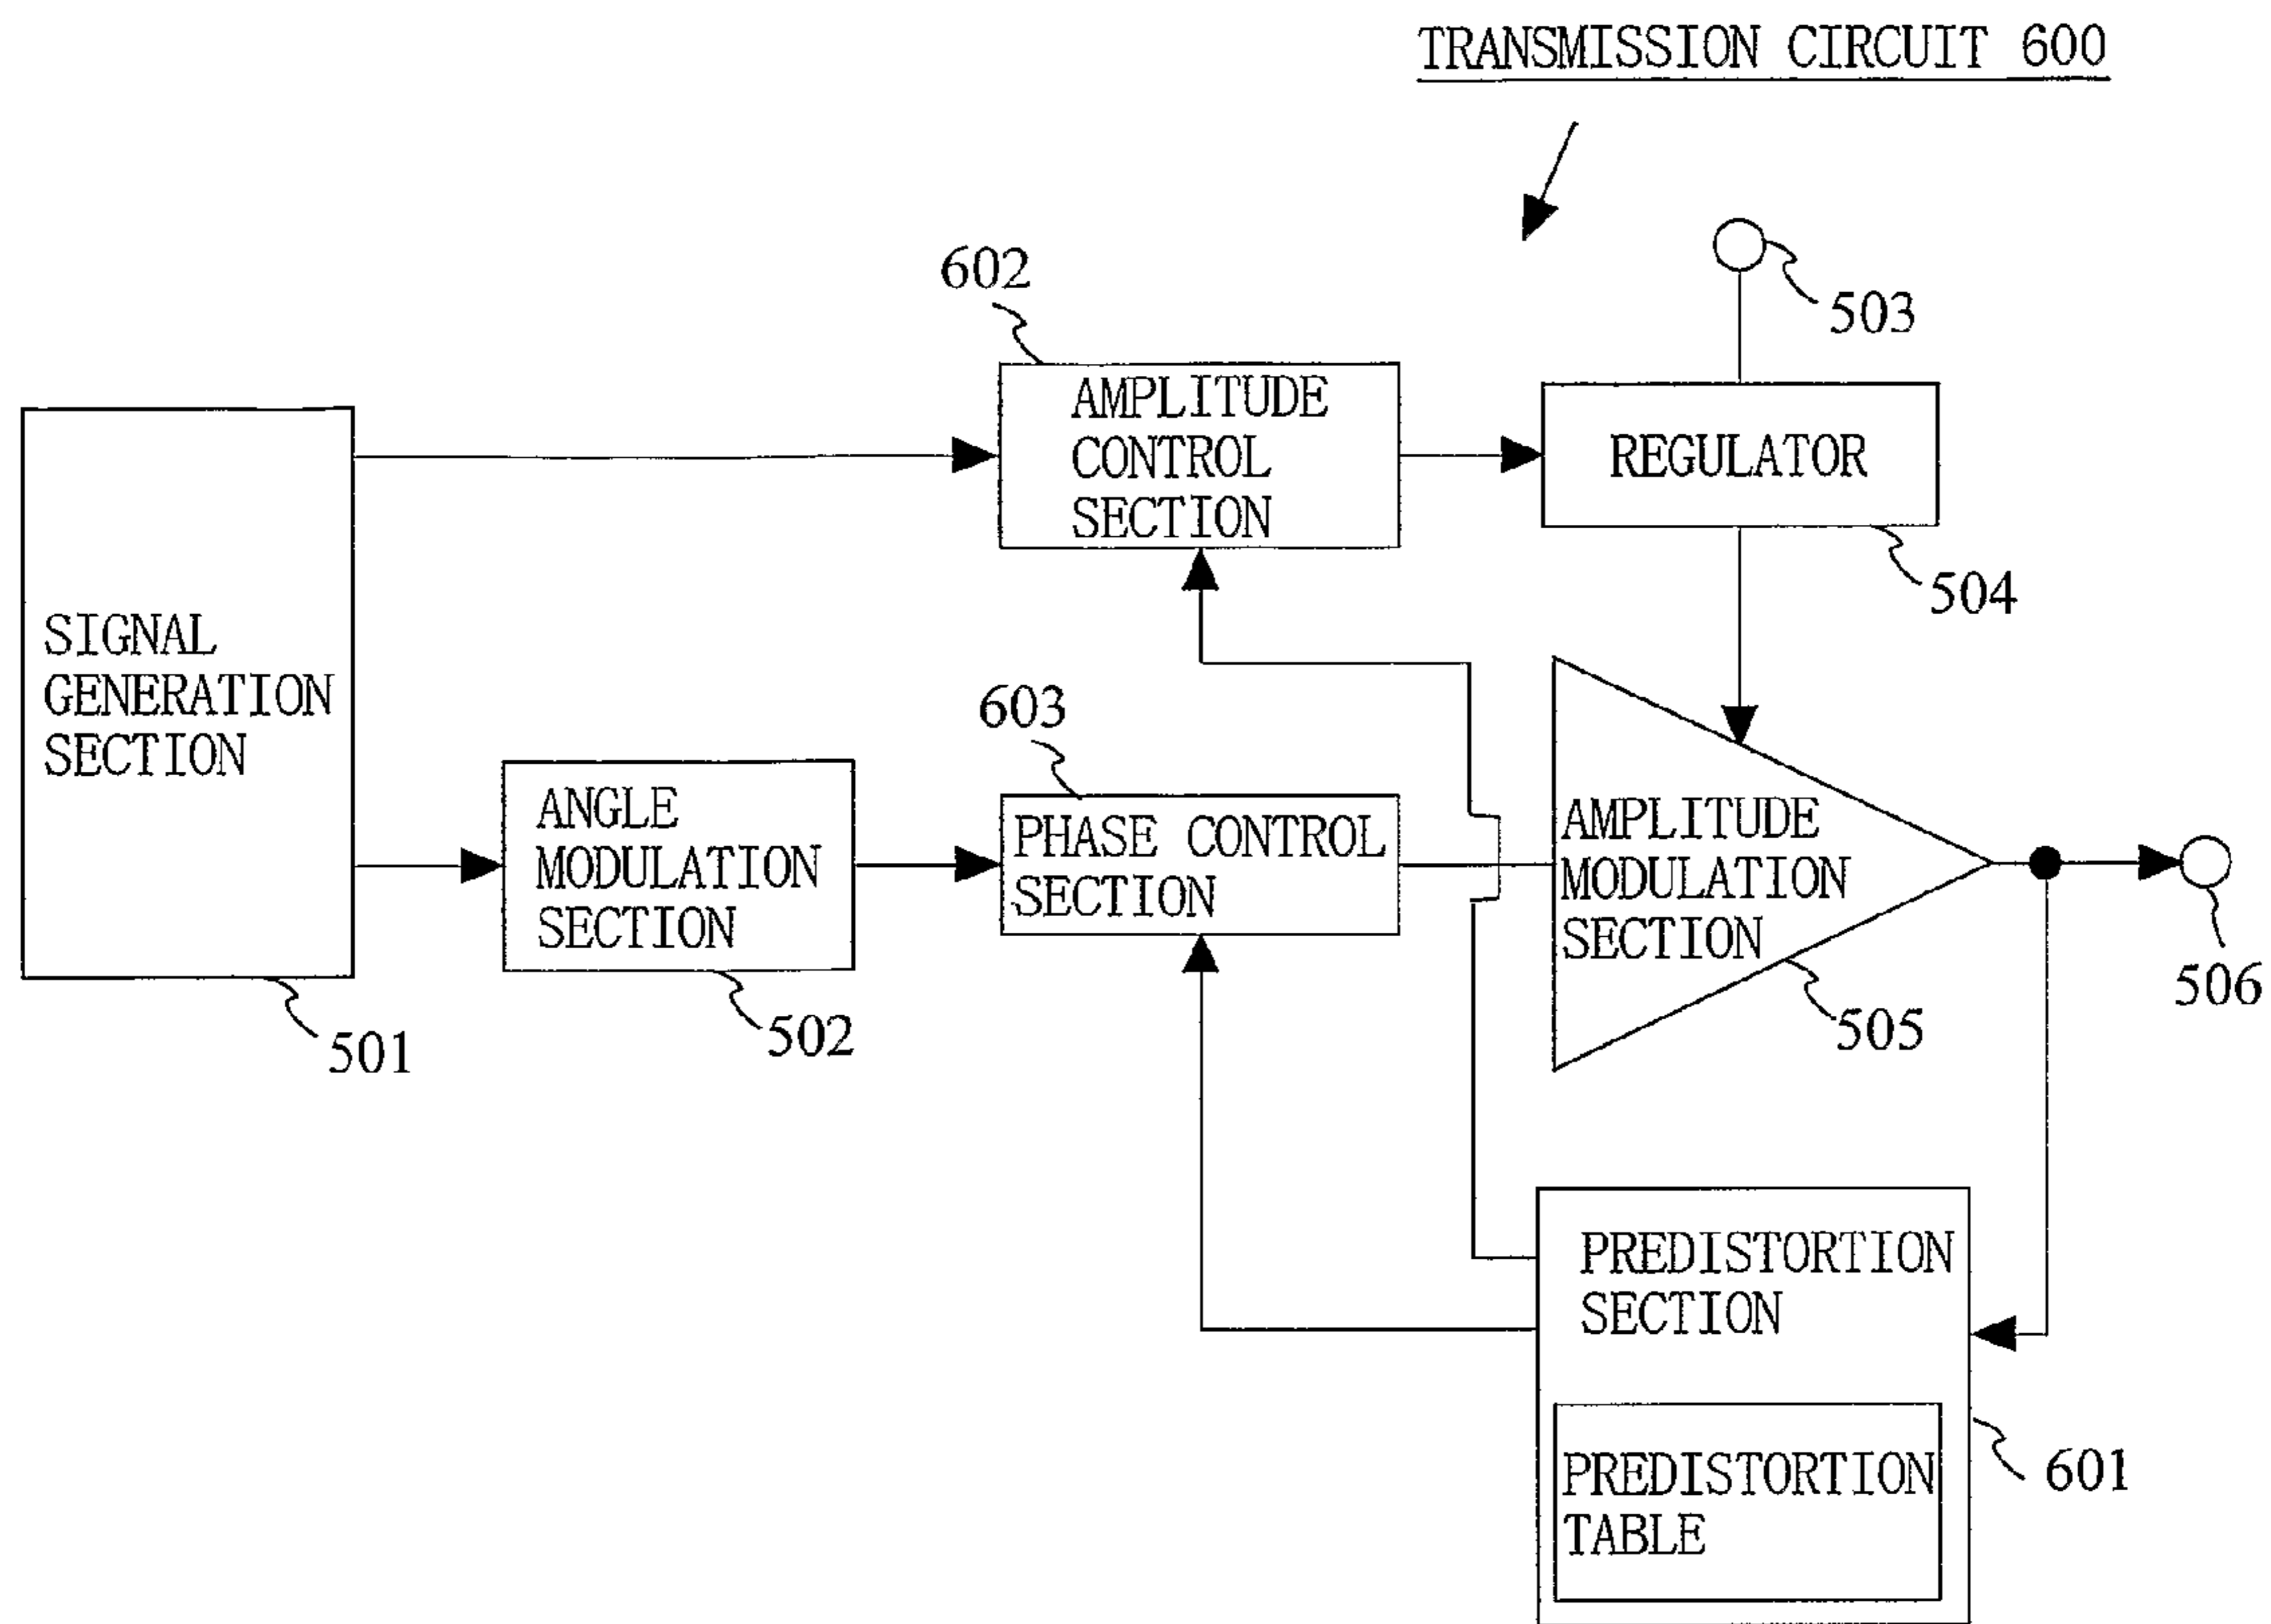 TRANSMISSION CIRCUIT 600
602
503
AMPLITUDE
CONTROL
SECTION
REGULATOR
504
SIGNAL
GENERATION
SECTION
501
ANGLE
MODULATION
SECTION
502
603
PHASE CONTROL
SECTION
AMPLITUDE
MODULATION
SECTION
505
506
PREDISTORTION
SECTION
PREDISTORTION
TABLE
601